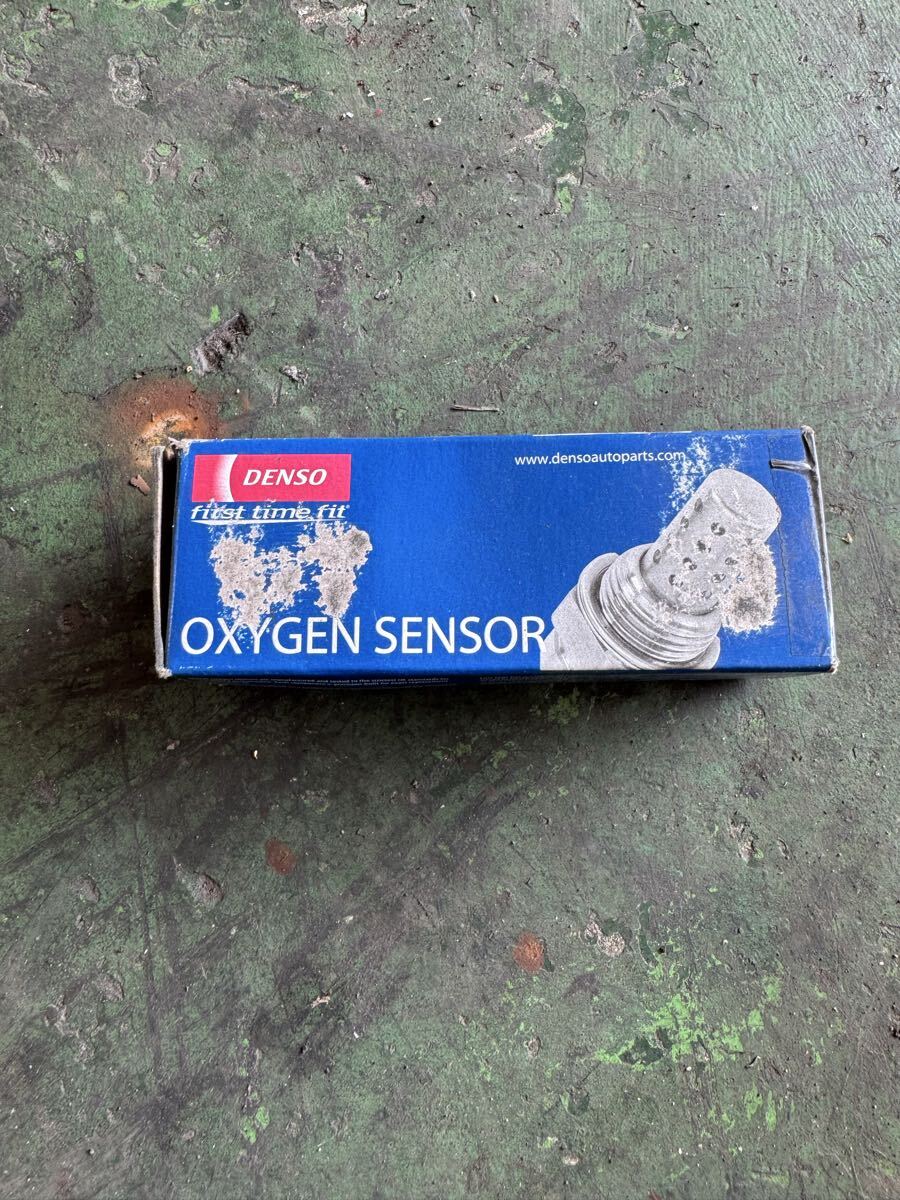 DENSO
first time fit
www.densoautoparts.com
OXYGEN SENSOR